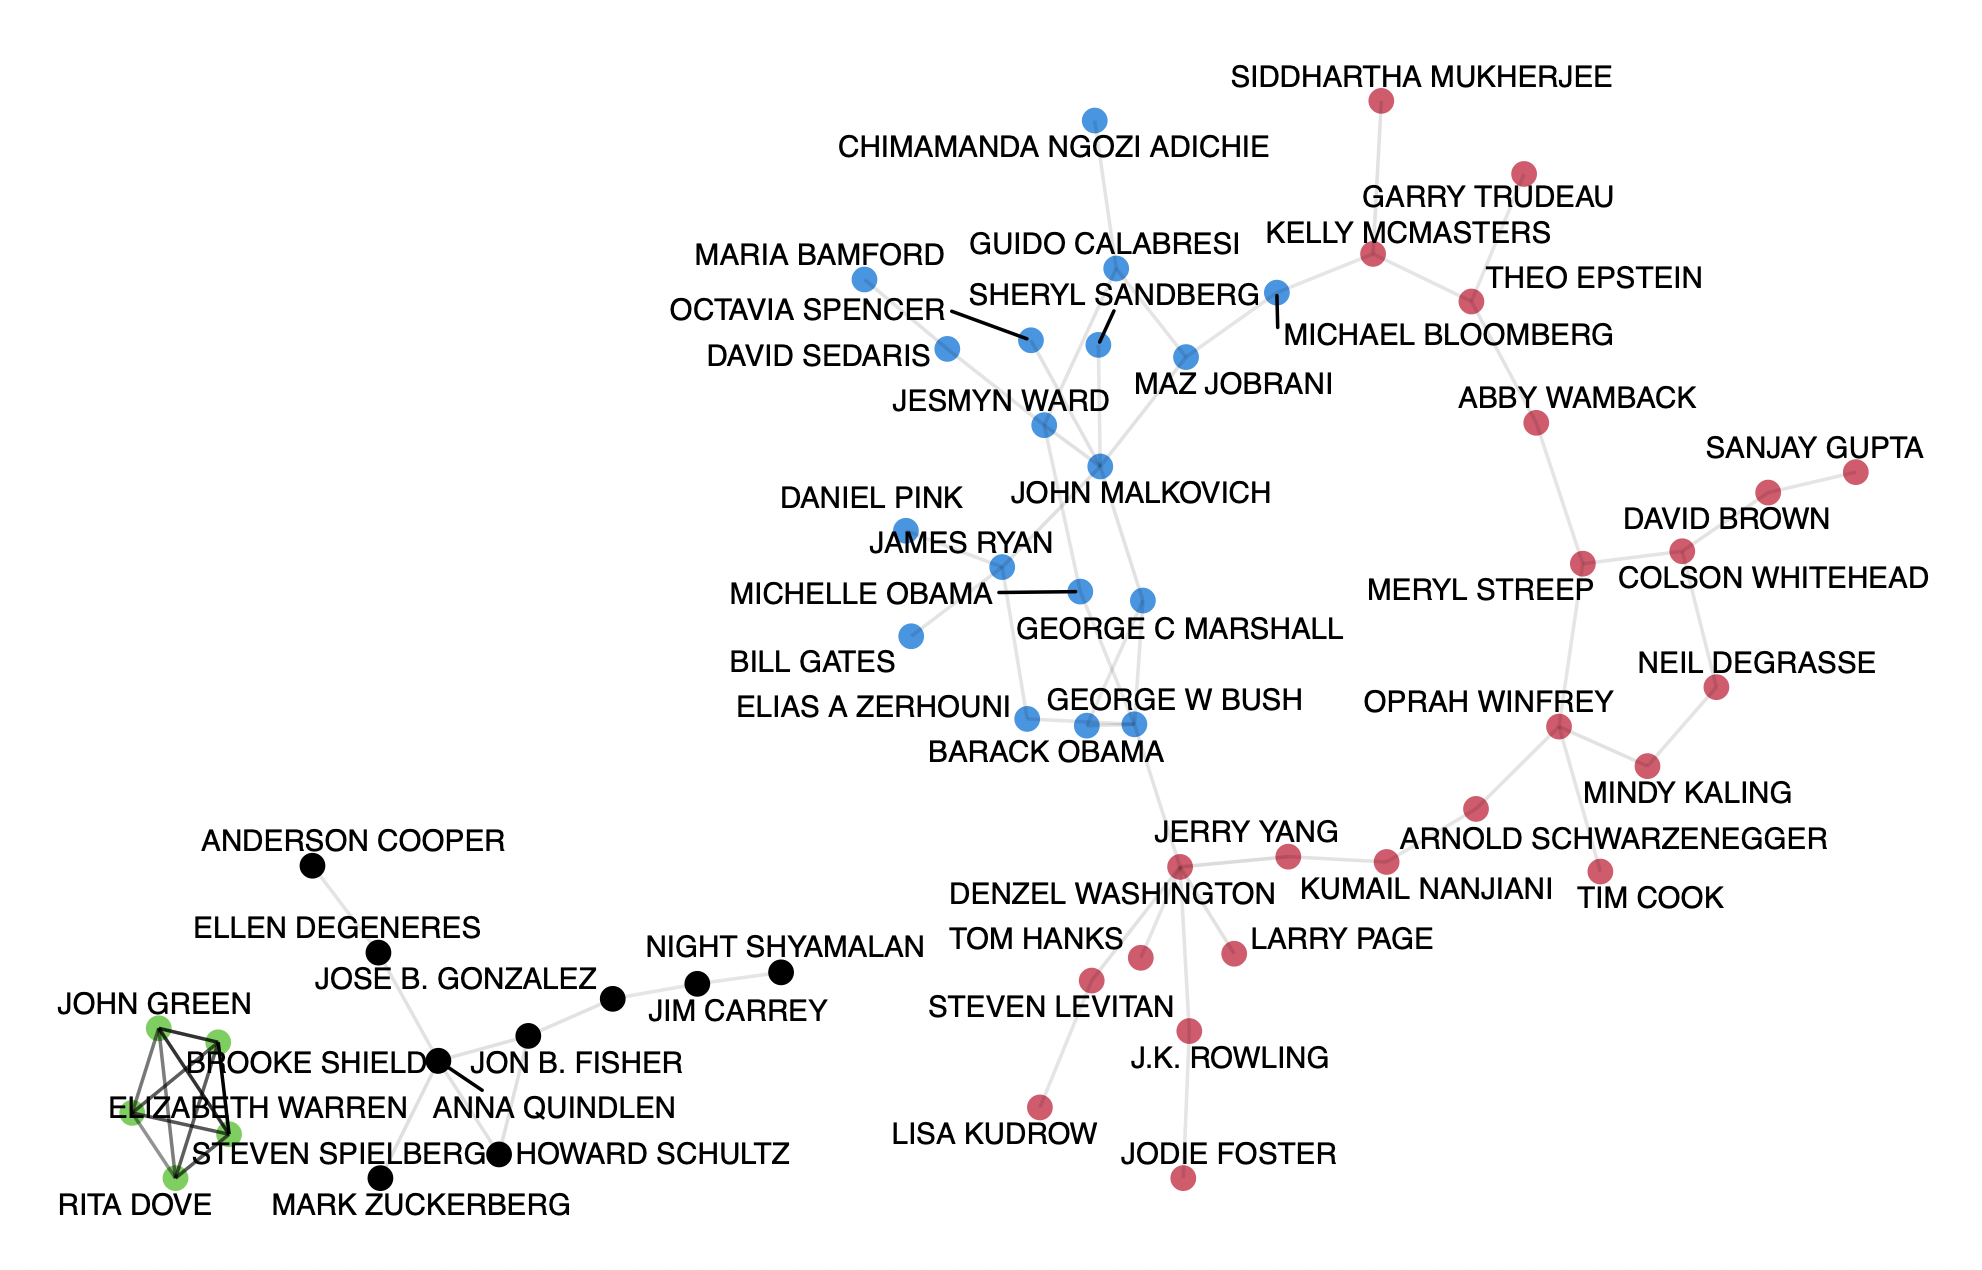 SIDDHARTHA MUKHERJEE
CHIMAMANDA NGOZI ADICHIE
GARRY TRUDEAU
KELLY MCMASTERS
GUIDO CALABRESI
MARIA BAMFORD
THEO EPSTEIN
SHERYL SANDBERG
OCTAVIA SPENCER
MICHAEL BLOOMBERG
DAVID SEDARIS
MAZ JOBRANI
ABBY WAMBACK
JESMYN WARD
SANJAY GUPTA
JOHN MALKOVICH
DANIEL PINK
DAVID BROWN
JAMES RYAN
COLSON WHITEHEAD
MERYL STREEP
MICHELLE OBAMA
GEORGE C MARSHALL
BILL GATES
NEIL DEGRASSE
GEORGE W BUSH
OPRAH WINFREY
ELIAS A ZERHOUNI
BARACK OBAMA
MINDY KALING
JERRY YANG
ARNOLD SCHWARZENEGGER
ANDERSON COOPER
KUMAIL NANJIANI
DENZEL WASHINGTON
TIM COOK
ELLEN DEGENERES
TOM HANKS
LARRY PAGE
NIGHT SHYAMALAN
JOSE B. GONZALEZ
JOHN GREEN
STEVEN LEVITAN
JIM CARREY
J.K. ROWLING
BROOKE SHIELD
JON B. FISHER
ELIZABETH WARREN
ANNA QUINDLEN
LISA KUDROW
STEVEN SPIELBERG
HOWARD SCHULTZ
JODIE FOSTER
RITA DOVE
MARK ZUCKERBERG